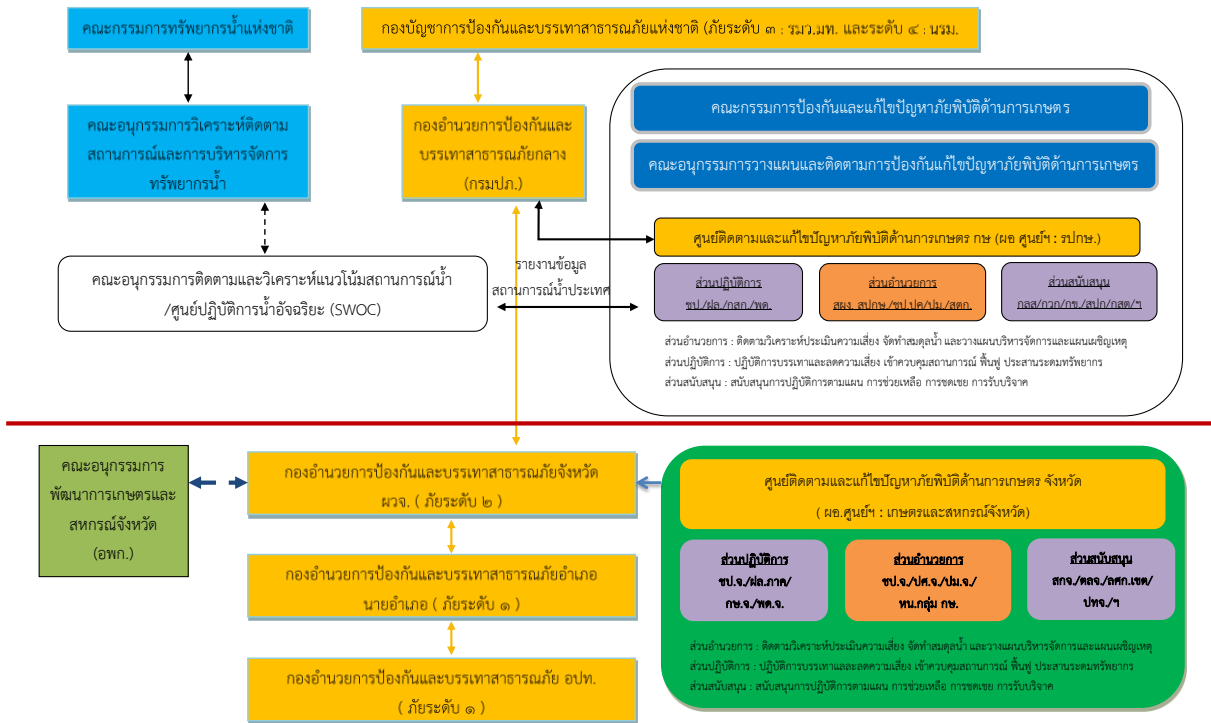 คณะกรรมการทรัพยากรน้ำแห่งชาติ
กองบัญชาการป้องกันและบรรเทาสาธารณภัยแห่งชาติ (ภัยระดับ ๓ : รมว.มท. และระดับ ๔ : นรม.
คณะอนุกรรมการวิเคราะห์ติดตาม
สถานการณ์และการบริหารจัดการ
ทรัพยากรน้ำ
กองอำนวยการป้องกันและ
บรรเทาสาธารณภัยกลาง
(กรมปภ.)
คณะกรรมการป้องกันและแก้ไขปัญหาภัยพิบัติด้านการเกษตร
คณะอนุกรรมการวางแผนและติดตามการป้องกันแก้ไขปัญหาภัยพิบัติด้านการเกษตร
ศูนย์ติดตามและแก้ไขปัญหาภัยพิบัติด้านการเกษตร กษ (ผอ ศูนย์ฯ : รปกษ.)
คณะอนุกรรมการติดตามและวิเคราะห์แนวโน้มสถานการณ์น้ำ
/ศูนย์ปฏิบัติการน้ำอัจฉริยะ (SWOC)
รายงานข้อมูล
สถานการณ์น้ำประเทศ
ส่วนปฏิบัติการ
ชป./ฝล./กสก./พด.
ส่วนอำนวยการ
สผง. สปกษ/ชป.ปศ/ปม./สตก.
ส่วนสนับสนุน
กลส/กวก/กข./สปก/กสต/ฯ
ส่วนอำนวยการ : ติดตามวิเคราะห์ประเมินความเสี่ยง จัดทำสมดุลน้ำ และวางแผนบริหารจัดการและแผนเผชิญเหตุ
ส่วนปฏิบัติการ : ปฏิบัติการบรรเทาและลดความเสี่ยง เข้าควบคุมสถานการณ์ ฟื้นฟู ประสานระดมทรัพยากร
ส่วนสนับสนุน : สนับสนุนการปฏิบัติการตามแผน การช่วยเหลือ การชดเชย การรับบริจาค
คณะอนุกรรมการ
พัฒนาการเกษตรและ
สหกรณ์จังหวัด
(อพก.)
กองอำนวยการป้องกันและบรรเทาสาธารณภัยจังหวัด
ผวจ. ( ภัยระดับ ๒ )
กองอำนวยการป้องกันและบรรเทาสาธารณภัยอำเภอ
นายอำเภอ ( ภัยระดับ ๑ )
กองอำนวยการป้องกันและบรรเทาสาธารณภัย อปท.
( ภัยระดับ ๑ )
ศูนย์ติดตามและแก้ไขปัญหาภัยพิบัติด้านการเกษตร จังหวัด
( ผอ.ศูนย์ฯ : เกษตรและสหกรณ์จังหวัด)
ส่วนปฏิบัติการ
ชป.จ./ฝล.ภาค/
กษ.จ./พด.จ.
ส่วนอำนวยการ
ชป.จ./ปศ.จ./ปม.จ./
หน.กลุ่ม กษ.
ส่วนสนับสนุน
สกจ./ตลจ./ลศก.เขต/
ปทจ./ฯ
ส่วนอำนวยการ : ติดตามวิเคราะห์ประเมินความเสี่ยง จัดทำสมดุลน้ำ และวางแผนบริหารจัดการและแผนเผชิญเหตุ
ส่วนปฏิบัติการ : ปฏิบัติการบรรเทาและลดความเสี่ยง เข้าควบคุมสถานการณ์ ฟื้นฟู ประสานระดมทรัพยากร
ส่วนสนับสนุน : สนับสนุนการปฏิบัติการตามแผน การช่วยเหลือ การชดเชย การรับบริจาค